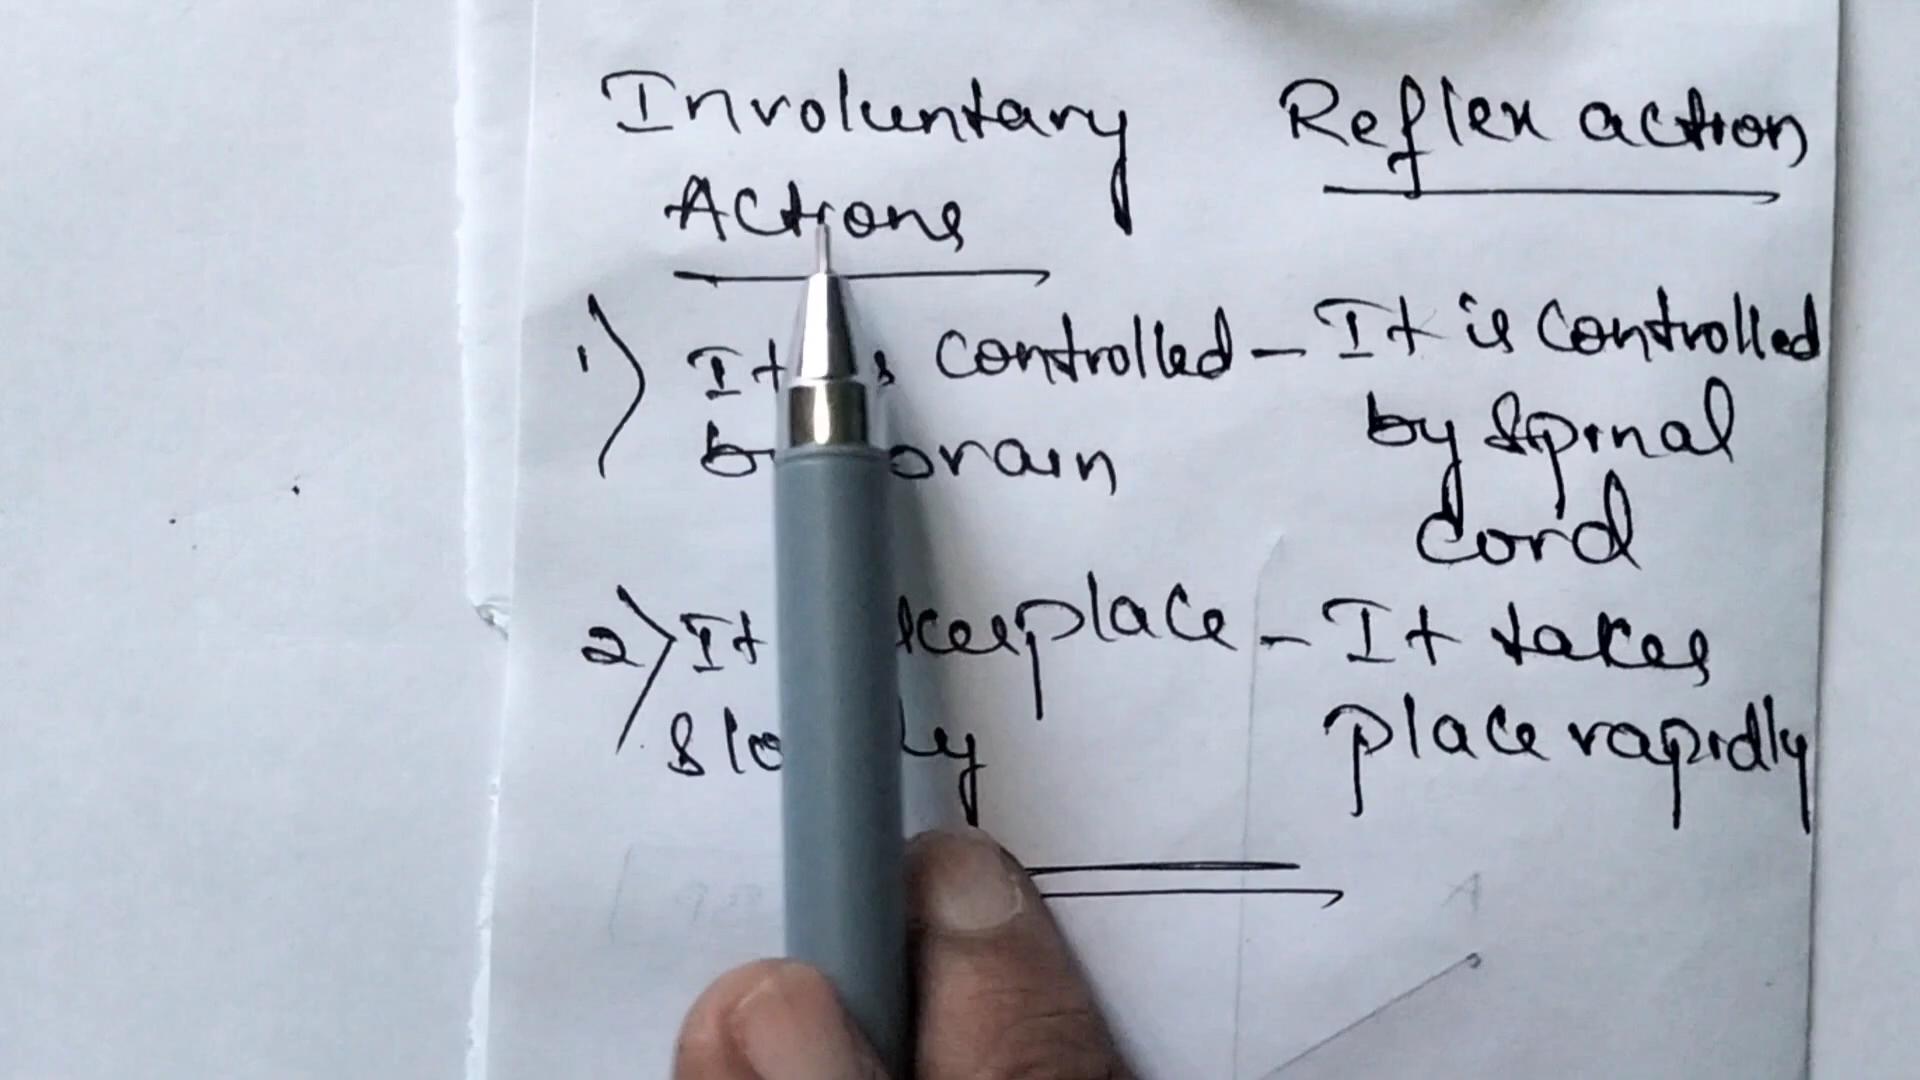 Involuntary Reflex action
Actions
1) It controlled - It is controlled
brain by Spinal
Cord
2) It place - It takes
place rapidly